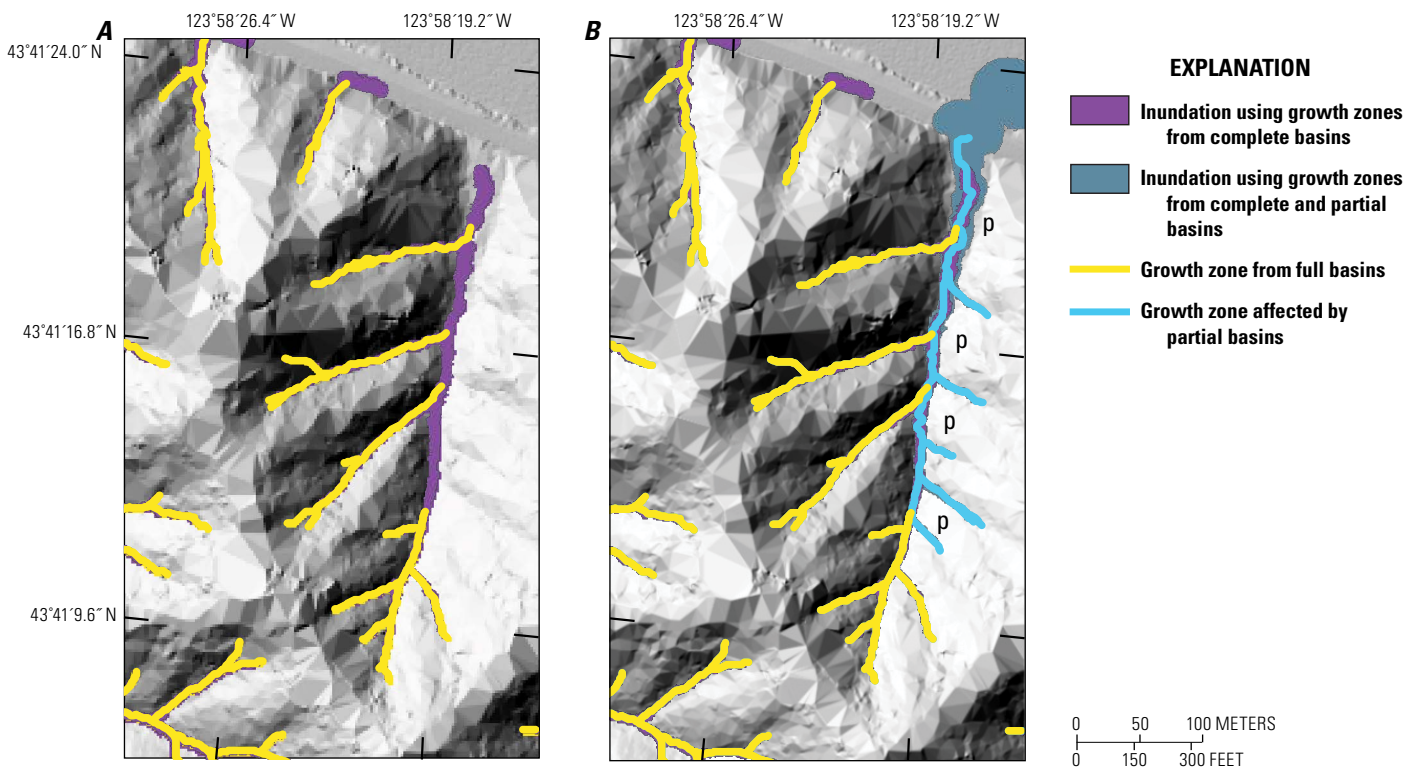 A
123°58´26.4˝ W
123°58´19.2˝ W
B
123°58´26.4˝ W
123°58´19.2˝ W
43°41´24.0˝ N
43°41´16.8˝ N
43°41´9.6˝ N
p
p
p
p
EXPLANATION
Inundation using growth zones
from complete basins
Inundation using growth zones
from complete and partial
basins
Growth zone from full basins
Growth zone affected by
partial basins
0 50 100 METERS
0 150 300 FEET